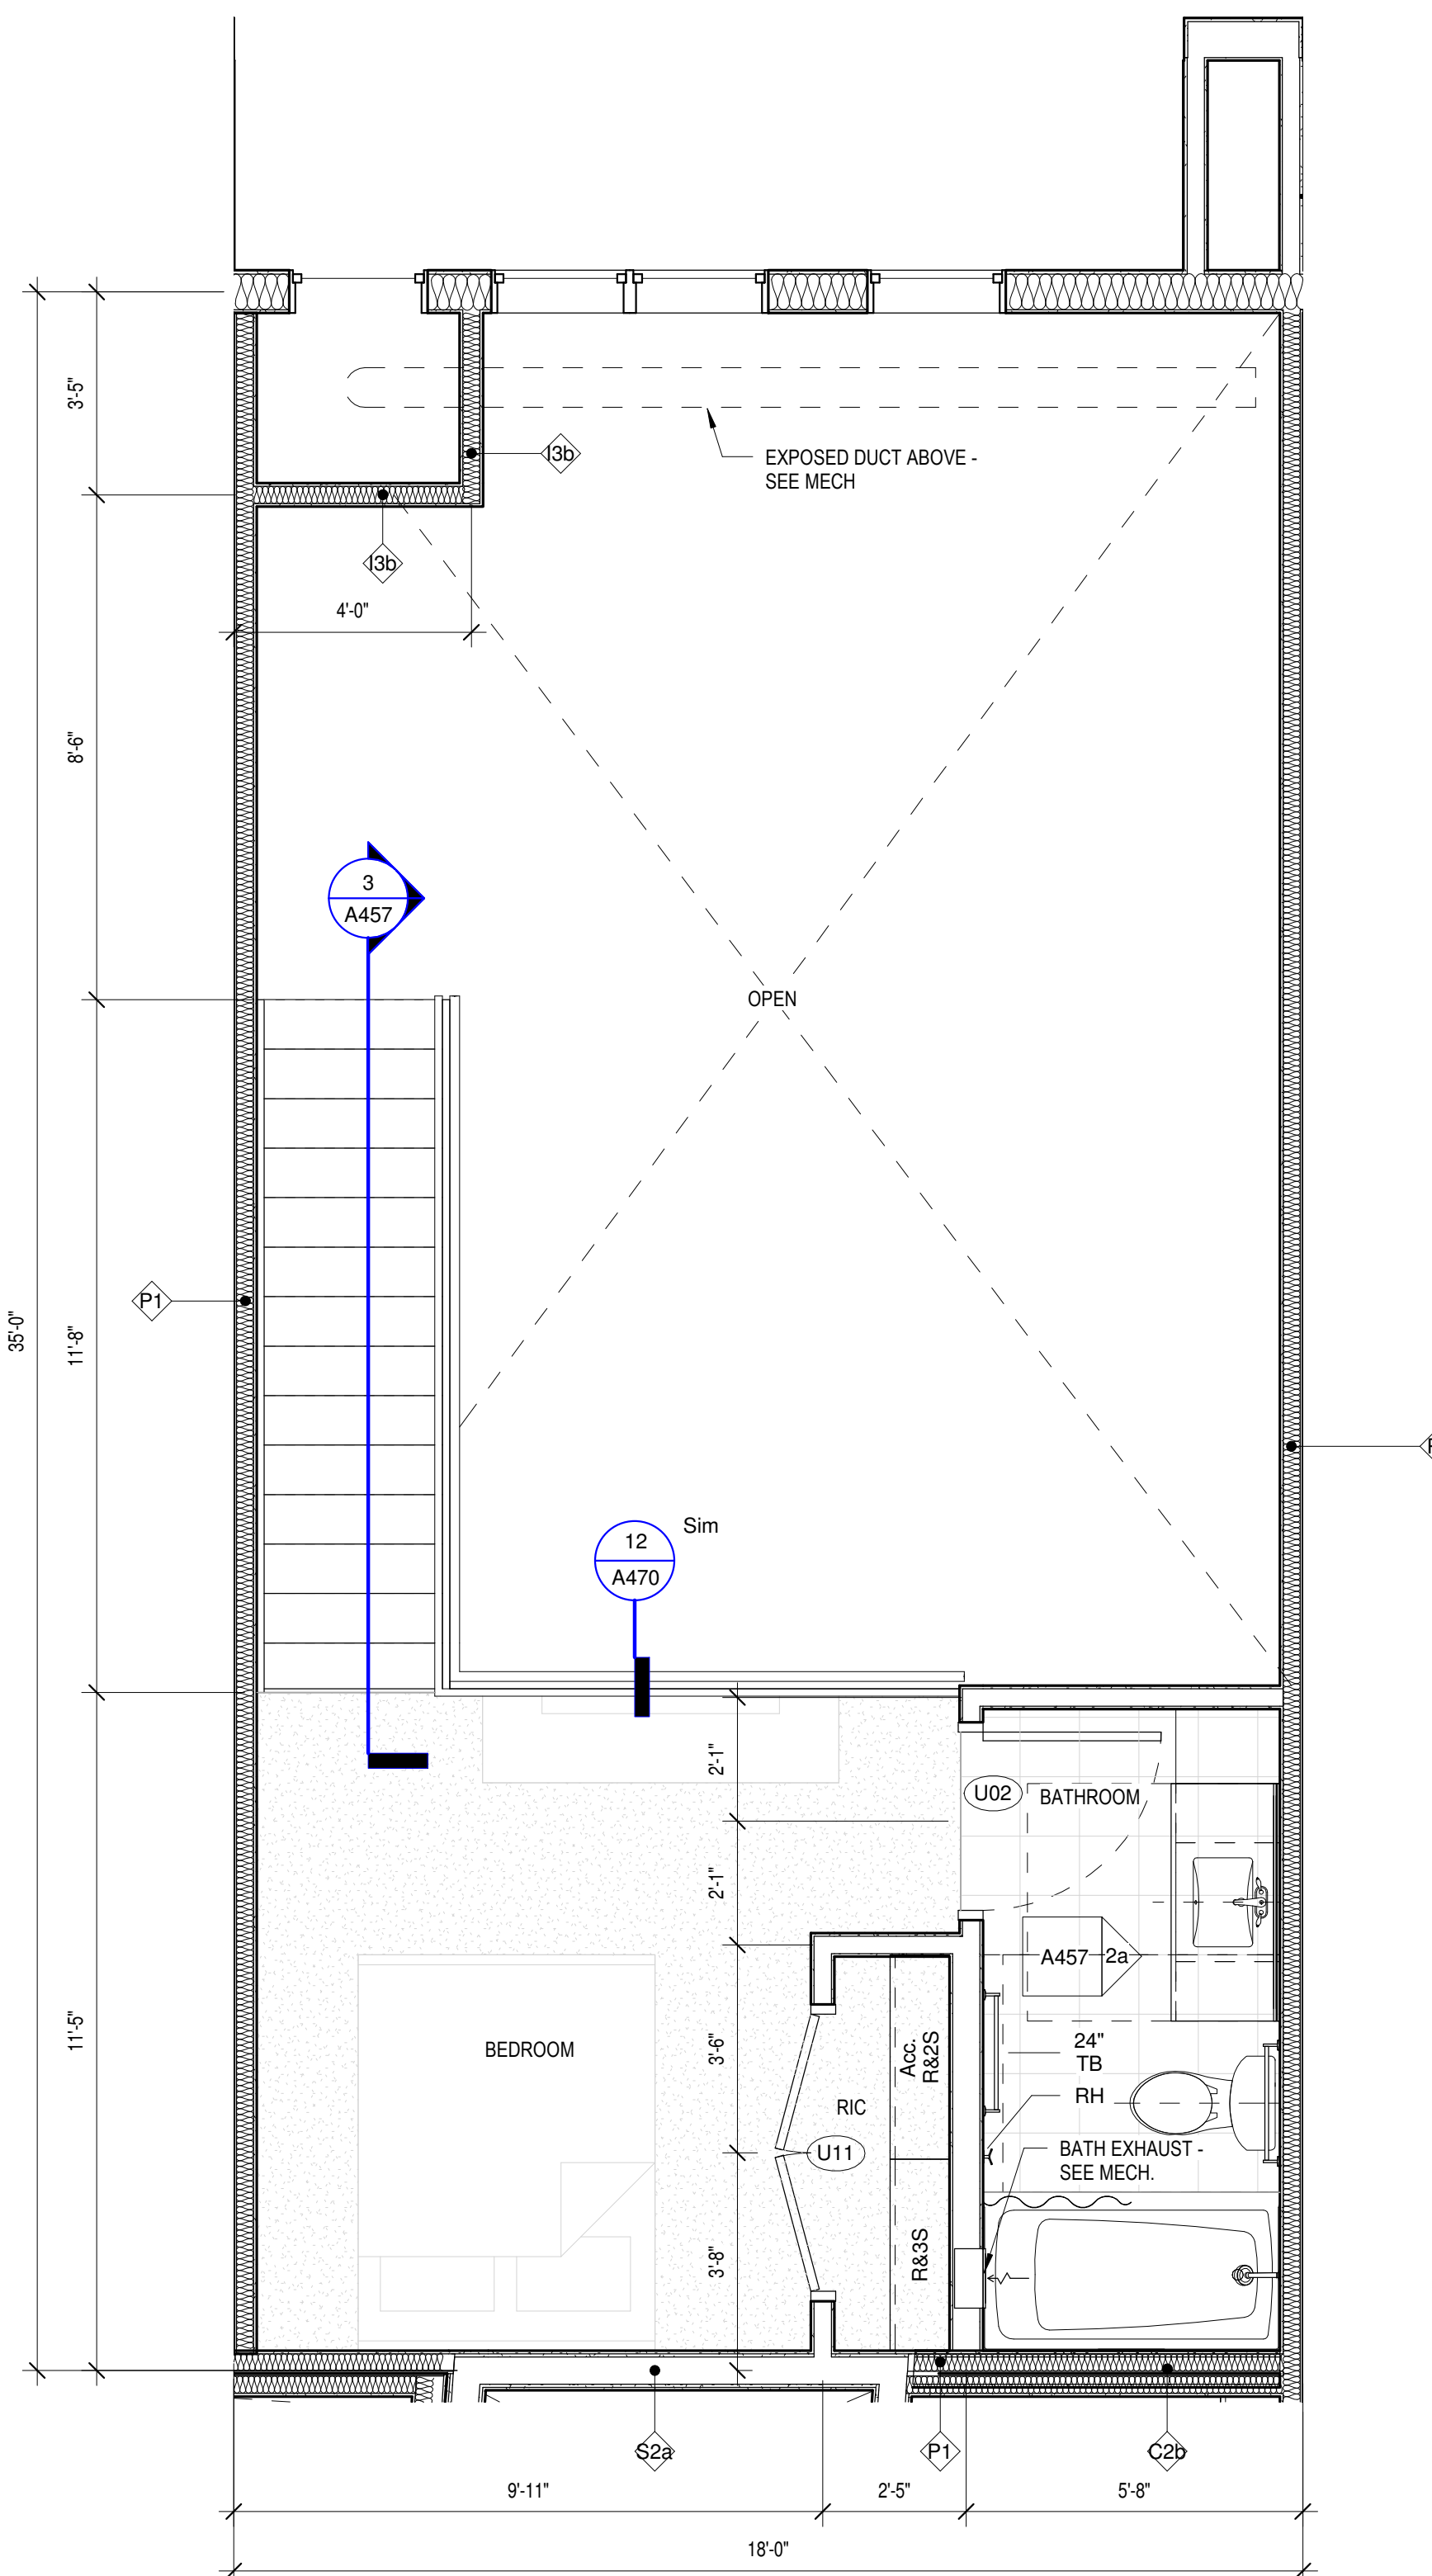 3'-5"
I3b
EXPOSED DUCT ABOVE -
SEE MECH
I3b
4'-0"
8'-6"
3
A457
OPEN
P1
35'-0"
11'-8"
12
A470
Sim
2'-1"
U02
BATHROOM
2'-1"
A457
2a
11'-5"
BEDROOM
3'-6"
Acc.
R&2S
24"
TB
RH
RIC
U11
BATH EXHAUST -
SEE MECH.
3'-8"
R&3S
S2a
P1
C2b
9'-11"
2'-5"
5'-8"
18'-0"